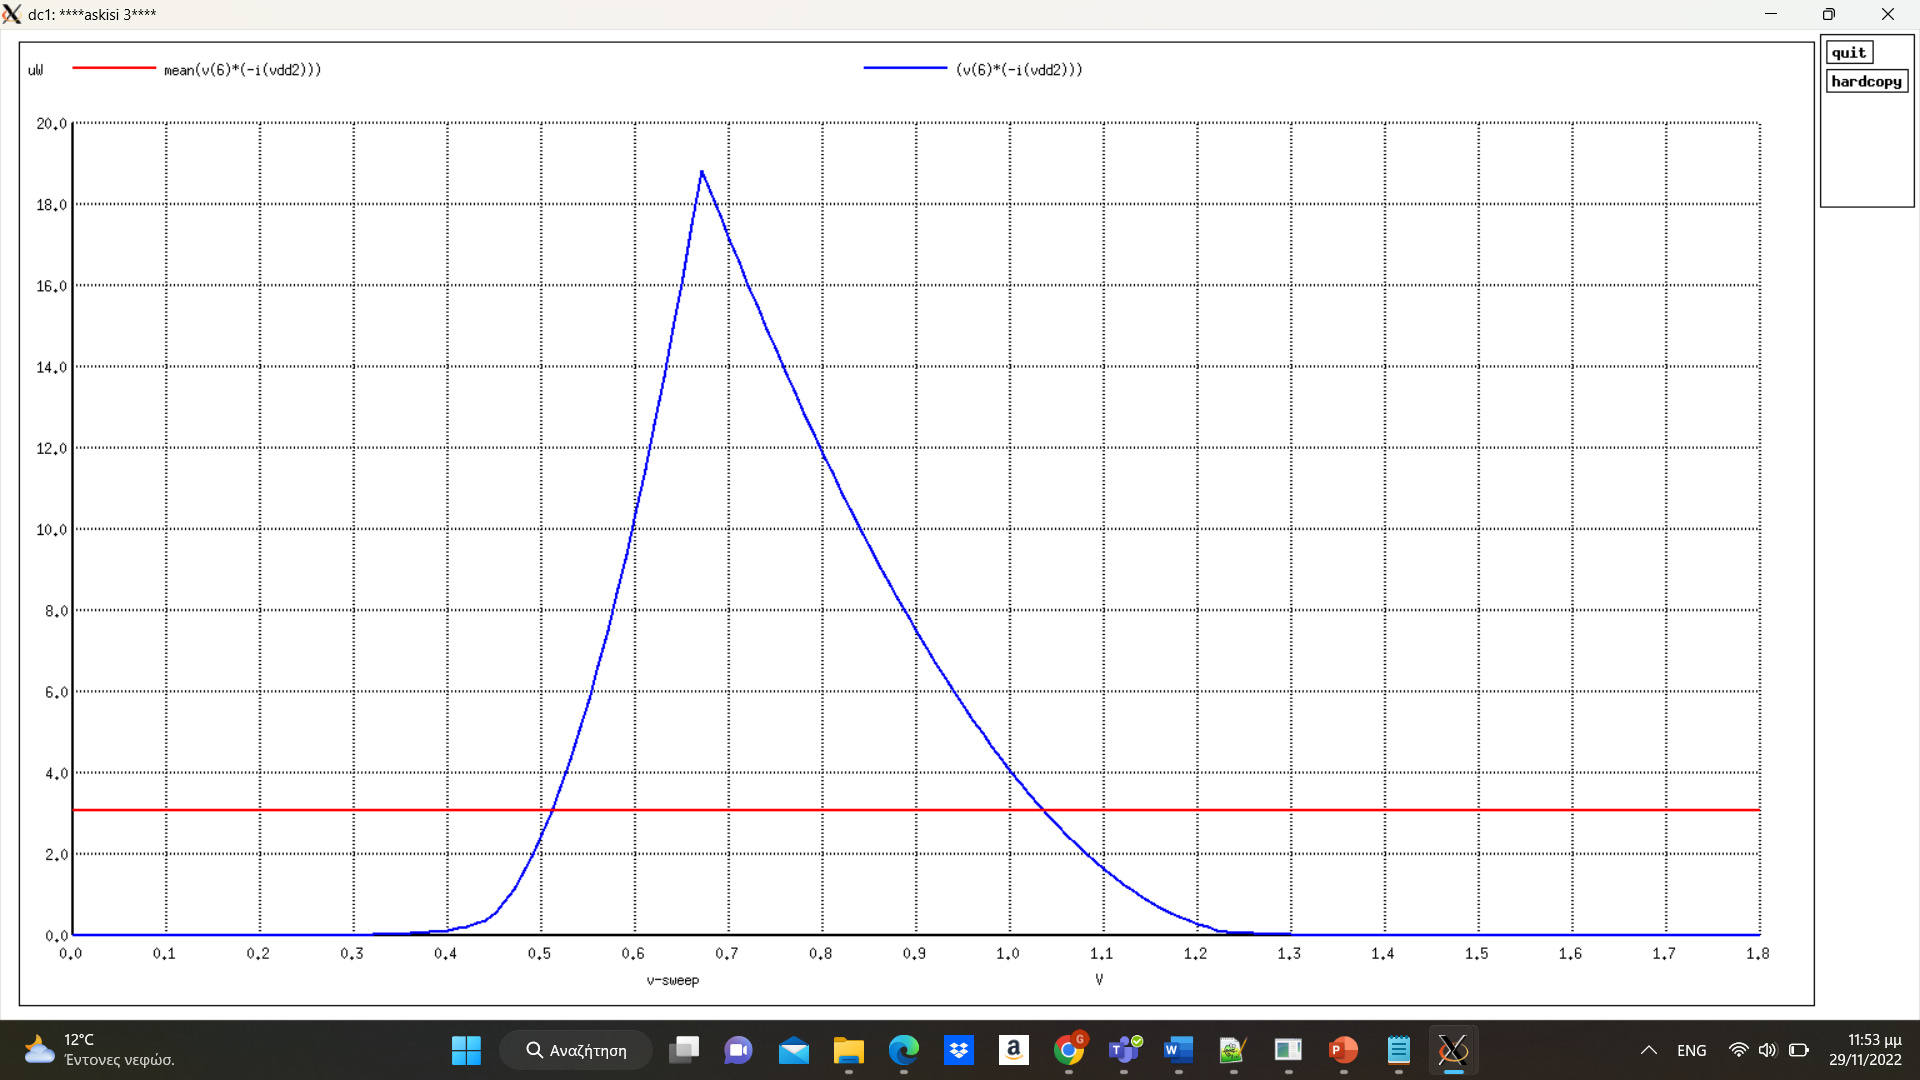 dc1: ****askisi 3****
quit
hardcopy
uW mean(v(6)*(-i(vdd2))) (v(6)*(-i(vdd2)))
20.0
18.0
16.0
14.0
12.0
10.0
8.0
6.0
4.0
2.0
0.0
0.0 0.1 0.2 0.3 0.4 0.5 0.6 0.7 0.8 0.9 1.0 1.1 1.2 1.3 1.4 1.5 1.6 1.7 1.8
v-sweep V
12°C
Έντονες νεφώσ.
Αναζήτηση
ENG
11:53 μμ
29/11/2022